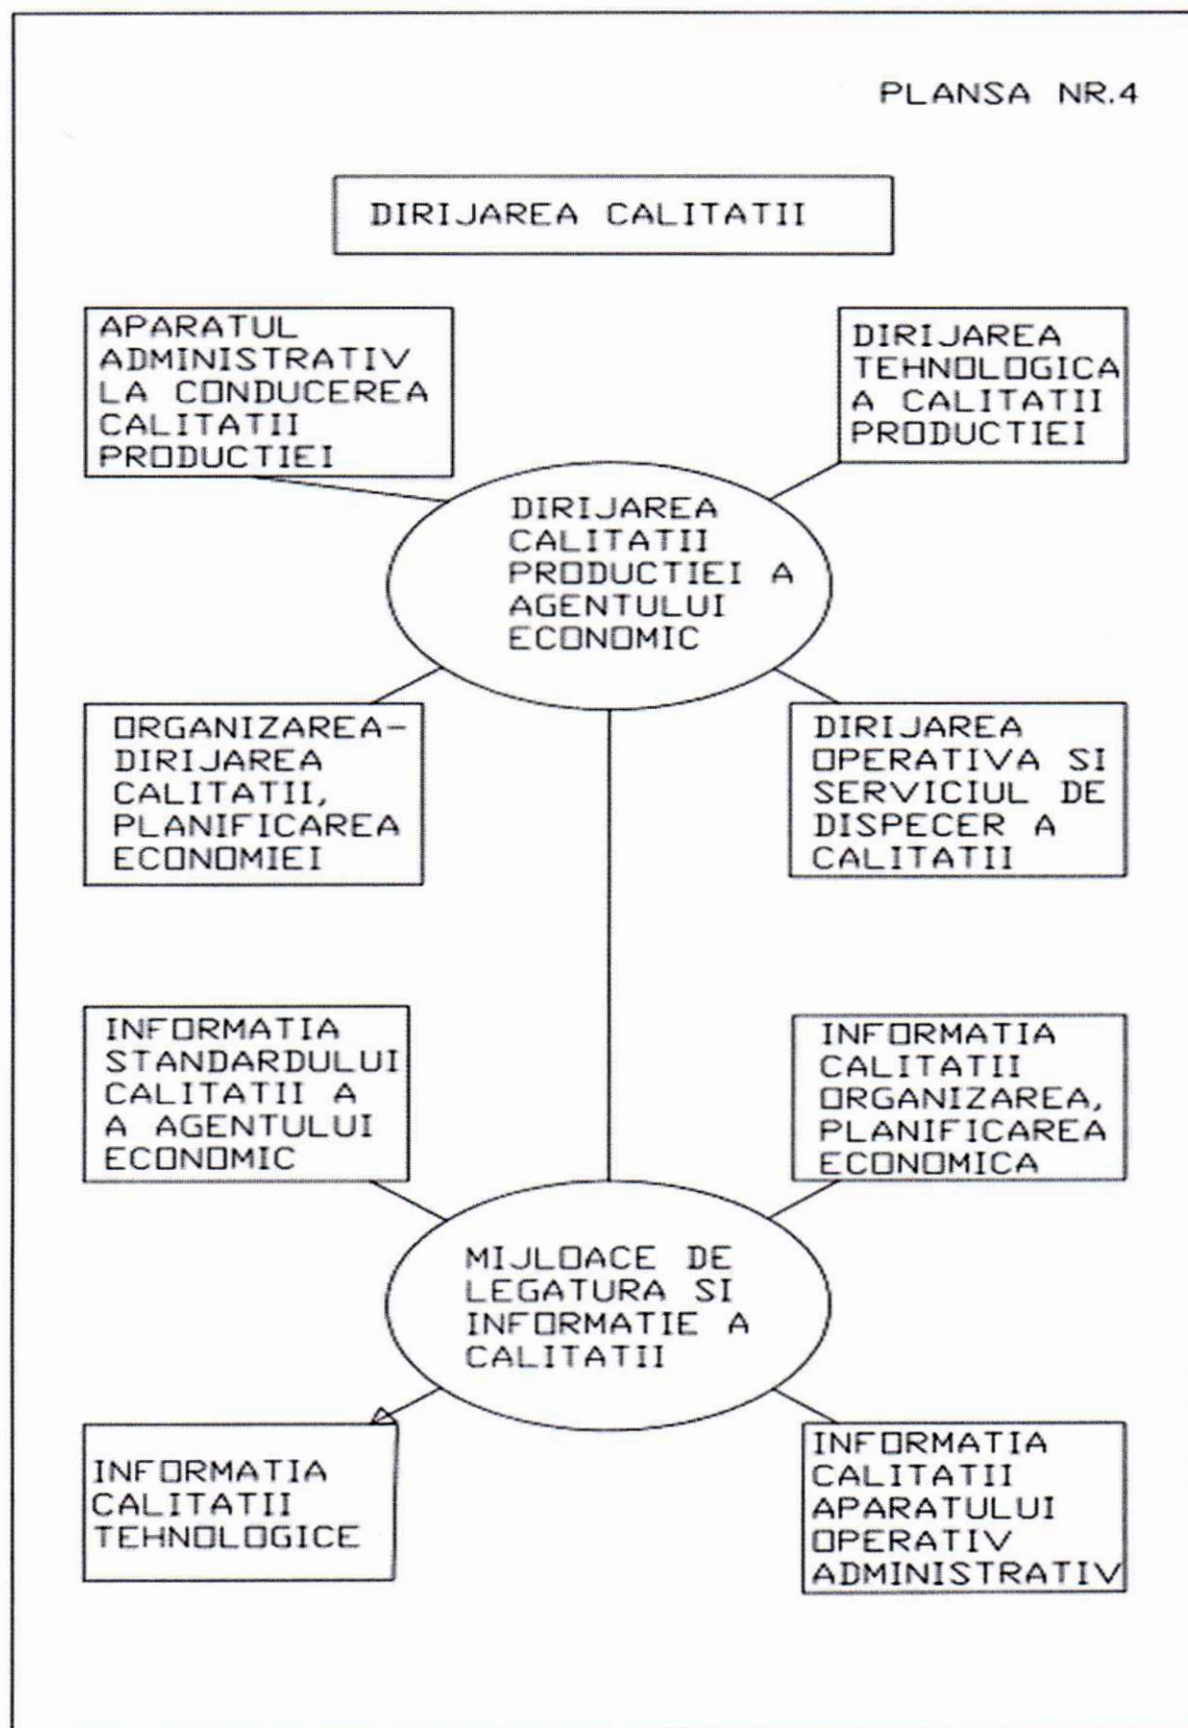 PLANSA NR.4
DIRIJAREA CALITATII
APARATUL
ADMINISTRATIV
LA CONDUCEREA
CALITATII
PRODUCTIEI
DIRIJAREA
TEHNOLOGICA
A CALITATII
PRODUCTIEI
DIRIJAREA
CALITATII
PRODUCTIEI A
AGENTULUI
ECONOMIC
ORGANIZAREA-
DIRIJAREA
CALITATII,
PLANIFICAREA
ECONOMIEI
DIRIJAREA
OPERATIVA SI
SERVICIUL DE
DISPECER A
CALITATII
INFORMATIA
STANDARDULUI
CALITATII A
A AGENTULUI
ECONOMIC
INFORMATIA
CALITATII
ORGANIZAREA,
PLANIFICAREA
ECONOMICA
MIJLOACE DE
LEGATURA SI
INFORMATIE A
CALITATII
INFORMATIA
CALITATII
TEHNOLOGICE
INFORMATIA
CALITATII
APARATULUI
OPERATIV
ADMINISTRATIV